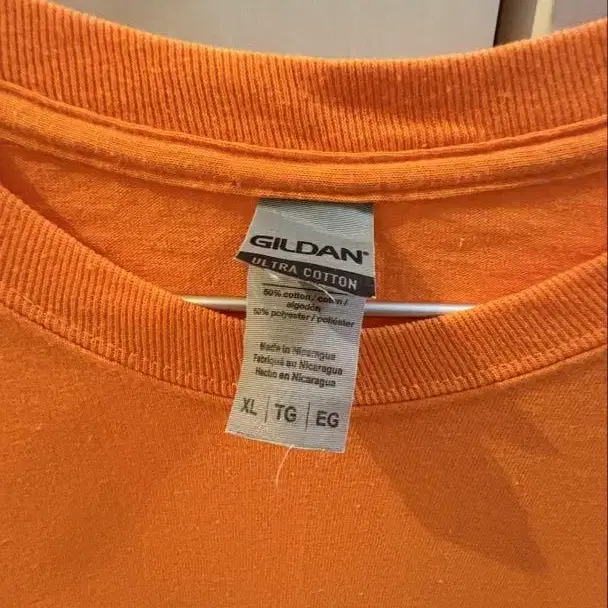 GILDAN®
ULTRA COTTON
50% cotton / coton /
algodón
50% polyester / poliéster
Made in Nicaragua
Fabriqué au Nicaragua
Hecho en Nicaragua
XL | TG | EG